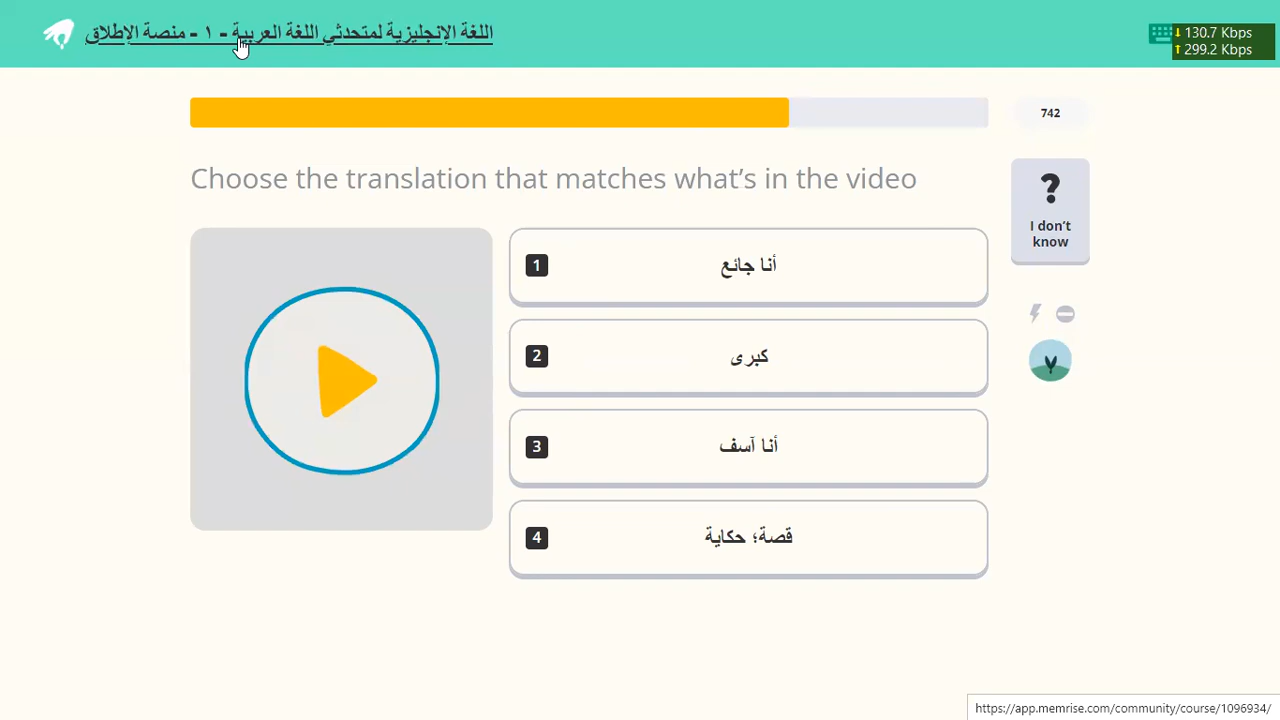 اللغة الإنجليزية لمتحدثي اللغة العربية - ١ - منصة الإطلاق
↓ 130.7 Kbps
↑ 299.2 Kbps
742
Choose the translation that matches what's in the video
?
I don't
know
1 أنا جائع
2 كبرى
3 أنا آسف
4 قصة؛ حكاية
https://app.memrise.com/community/course/1096934/